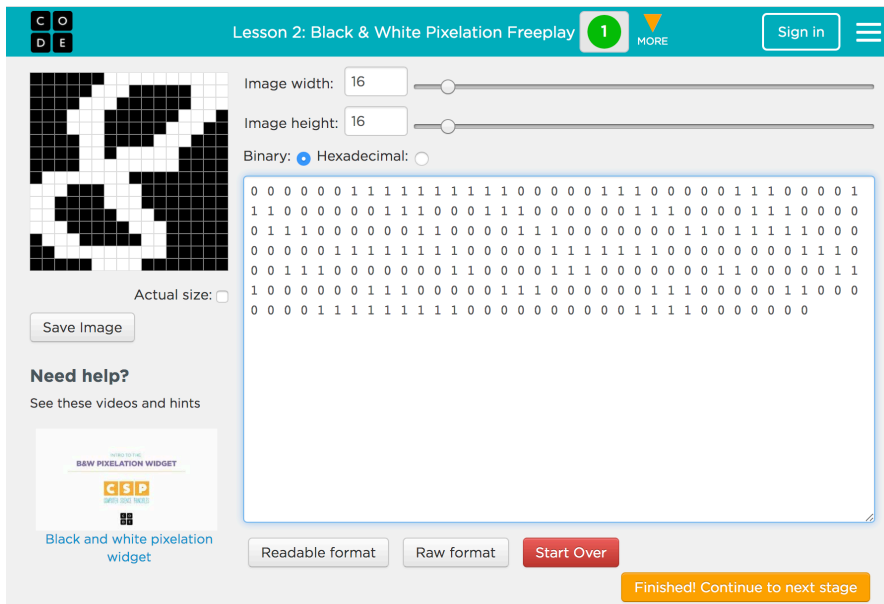 C O
D E
Lesson 2: Black & White Pixelation Freeplay
1
MORE
Sign in
Image width: 16
Image height: 16
Binary: Hexadecimal:
0 0 0 0 0 0 1 1 1 1 1 1 1 1 1 1 0 0 0 0 0 1 1 1 0 0 0 0 0 1 1 1 0 0 0 0 1
1 1 0 0 0 0 0 0 1 1 1 0 0 0 1 1 1 0 0 0 0 0 0 1 1 1 0 0 0 0 1 1 1 0 0 0 0
0 1 1 1 0 0 0 0 0 0 1 1 0 0 0 1 1 1 0 0 0 0 0 0 0 0 1 1 0 1 1 1 1 1 0 0 0
0 0 0 0 0 1 1 1 1 1 1 1 1 0 0 0 0 0 1 1 1 1 1 1 0 0 0 0 0 0 0 0 0 1 1 1 0
0 0 1 1 1 0 0 0 0 0 0 0 1 1 0 0 0 0 1 1 1 0 0 0 0 0 0 0 1 1 0 0 0 0 0 1 1
1 0 0 0 0 0 0 1 1 1 0 0 0 0 0 1 1 1 0 0 0 0 0 0 1 1 1 0 0 0 0 0 1 1 0 0 0
0 0 0 0 1 1 1 1 1 1 1 1 1 0 0 0 0 0 0 0 0 0 0 1 1 1 1 0 0 0 0 0 0 0
Actual size:
Save Image
Need help?
See these videos and hints
INTRO TO THE
B&W PIXELATION WIDGET
CSP
COMPUTER SCIENCE PRINCIPLES
Black and white pixelation
widget
Readable format
Raw format
Start Over
Finished! Continue to next stage